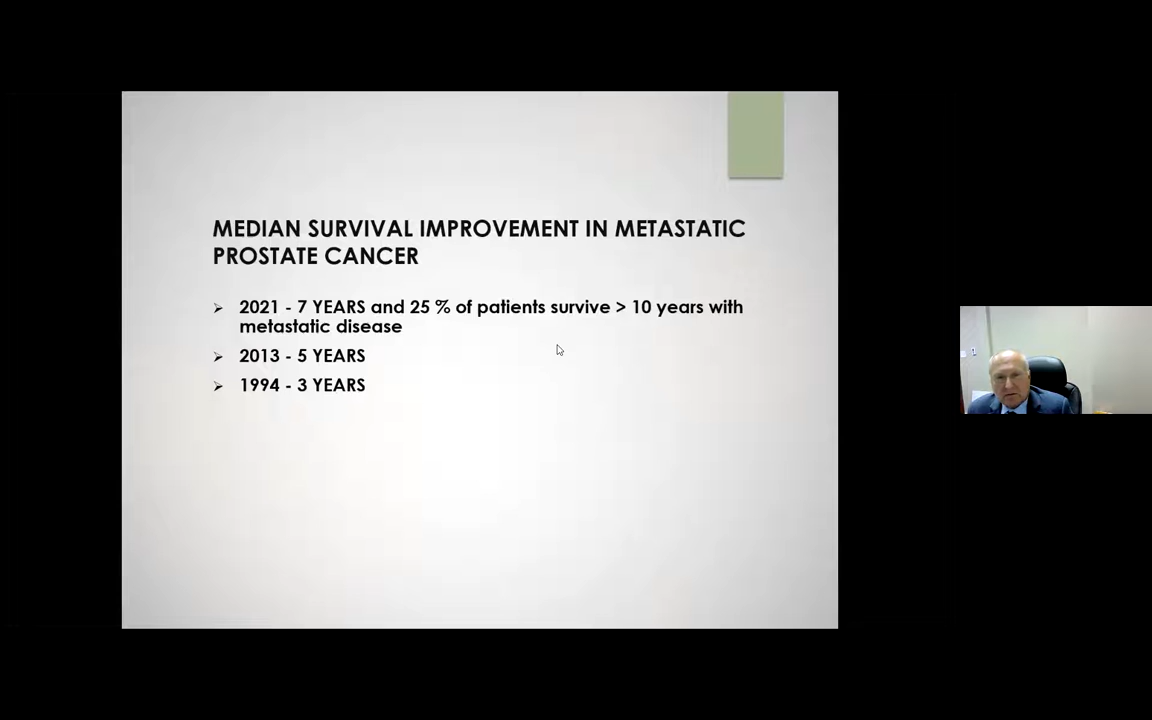 MEDIAN SURVIVAL IMPROVEMENT IN METASTATIC
PROSTATE CANCER
2021 - 7 YEARS and 25 % of patients survive > 10 years with
metastatic disease
2013 - 5 YEARS
1994 - 3 YEARS